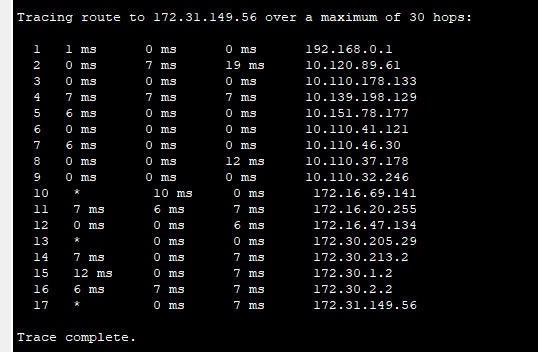 Tracing route to 172.31.149.56 over a maximum of 30 hops:
1 1 ms 0 ms 0 ms 192.168.0.1
2 0 ms 7 ms 19 ms 10.120.89.61
3 0 ms 0 ms 0 ms 10.110.178.133
4 7 ms 7 ms 7 ms 10.139.198.129
5 6 ms 0 ms 0 ms 10.151.78.177
6 0 ms 0 ms 0 ms 10.110.41.121
7 6 ms 0 ms 0 ms 10.110.46.30
8 0 ms 0 ms 12 ms 10.110.37.178
9 0 ms 0 ms 0 ms 10.110.32.246
10 * 10 ms 0 ms 172.16.69.141
11 7 ms 6 ms 7 ms 172.16.20.255
12 0 ms 0 ms 6 ms 172.16.47.134
13 * 0 ms 0 ms 172.30.205.29
14 7 ms 0 ms 7 ms 172.30.213.2
15 12 ms 0 ms 7 ms 172.30.1.2
16 6 ms 7 ms 7 ms 172.30.2.2
17 * 0 ms 7 ms 172.31.149.56
Trace complete.